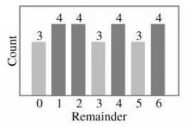 4 4 4 4
3 3 3
Count
0 1 2 3 4 5 6
Remainder